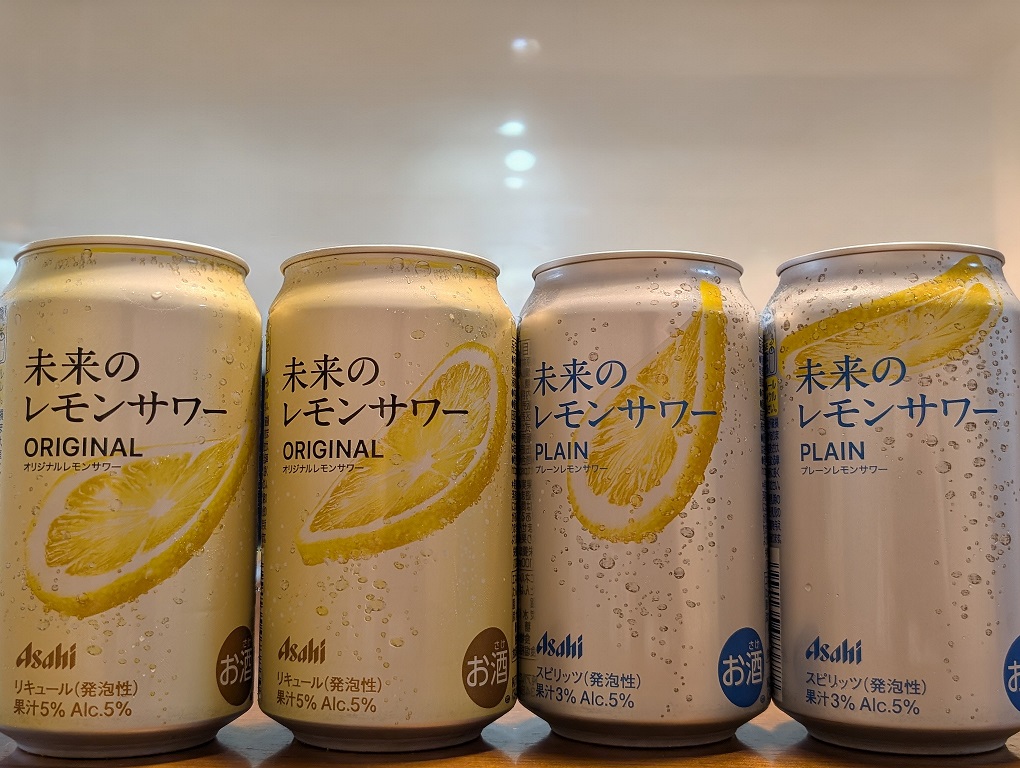 未来の
レモンサワー
ORIGINAL
オリジナルレモンサワー
Asahi
リキュール(発泡性)
果汁5% Alc.5%
さけ
お酒
未来の
レモンサワー
ORIGINAL
オリジナルレモンサワー
Asahi
リキュール(発泡性)
果汁5% Alc.5%
さけ
お酒
未来の
レモンサワー
PLAIN
プレーンレモンサワー
Asahi
スピリッツ(発泡性)
果汁3% Alc.5%
さけ
お酒
未来の
レモンサワー
PLAIN
プレーンレモンサワー
Asahi
スピリッツ(発泡性)
果汁3% Alc.5%
お